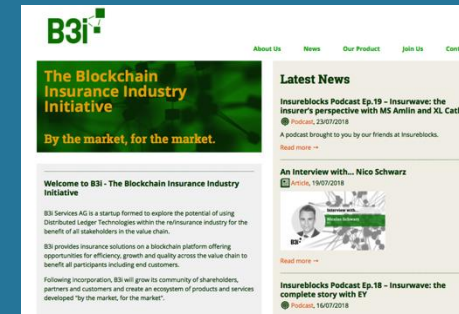 B3i
About Us News Our Product Join Us
The Blockchain
Insurance Industry
Initiative
By the market, for the market.
Welcome to B3i - The Blockchain Insurance Industry
Initiative
B3i Services AG is a startup formed to explore the potential of using
Distributed Ledger Technologies within the re/insurance industry for the
benefit of all stakeholders in the value chain.
B3i provides insurance solutions on a blockchain platform offering
opportunities for efficiency, growth and quality across the value chain to
benefit all participants including end customers.
Following incorporation, B3i will grow its community of shareholders,
partners and customers and create an ecosystem of products and services
developed "by the market, for the market".
Latest News
Insureblocks Podcast Ep.19 – Insurwave: the
insurer's perspective with MS Amlin and XL Catl
Podcast, 23/07/2018
A podcast brought to you by our friends at Insureblocks.
Read more →
An Interview with... Nico Schwarz
Article, 19/07/2018
Interview with...
B3i
Read more →
Insureblocks Podcast Ep.18 – Insurwave: the
complete story with EY
Podcast, 16/07/2018